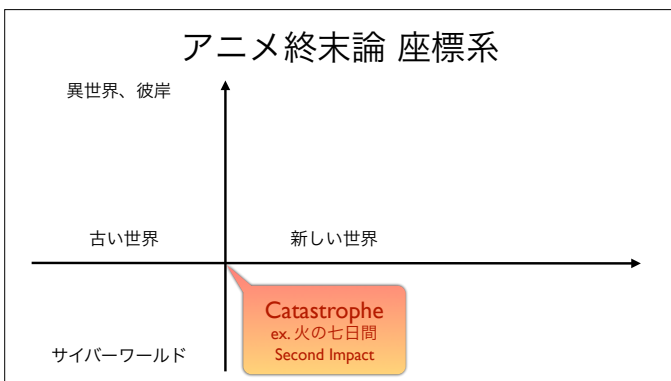 アニメ終末論 座標系
異世界、彼岸
古い世界
新しい世界
Catastrophe
ex. 火の七日間
Second Impact
サイバーワールド